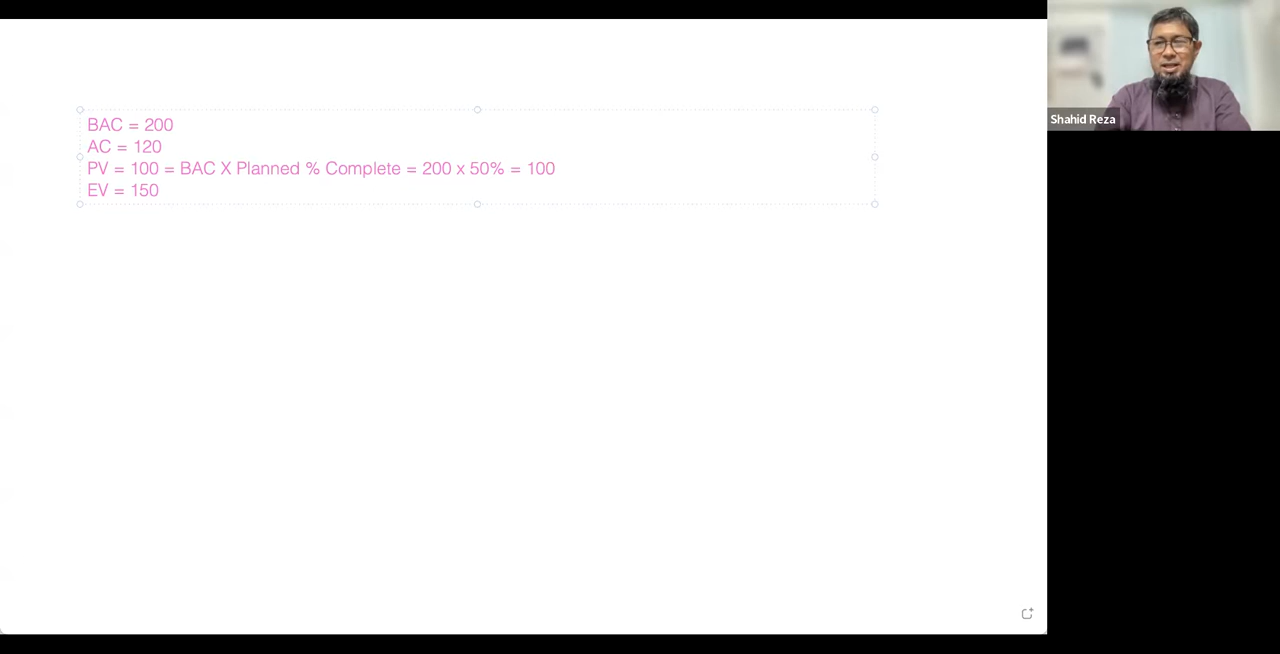 BAC = 200
AC = 120
PV = 100 = BAC X Planned % Complete = 200 x 50% = 100
EV = 150
Shahid Reza